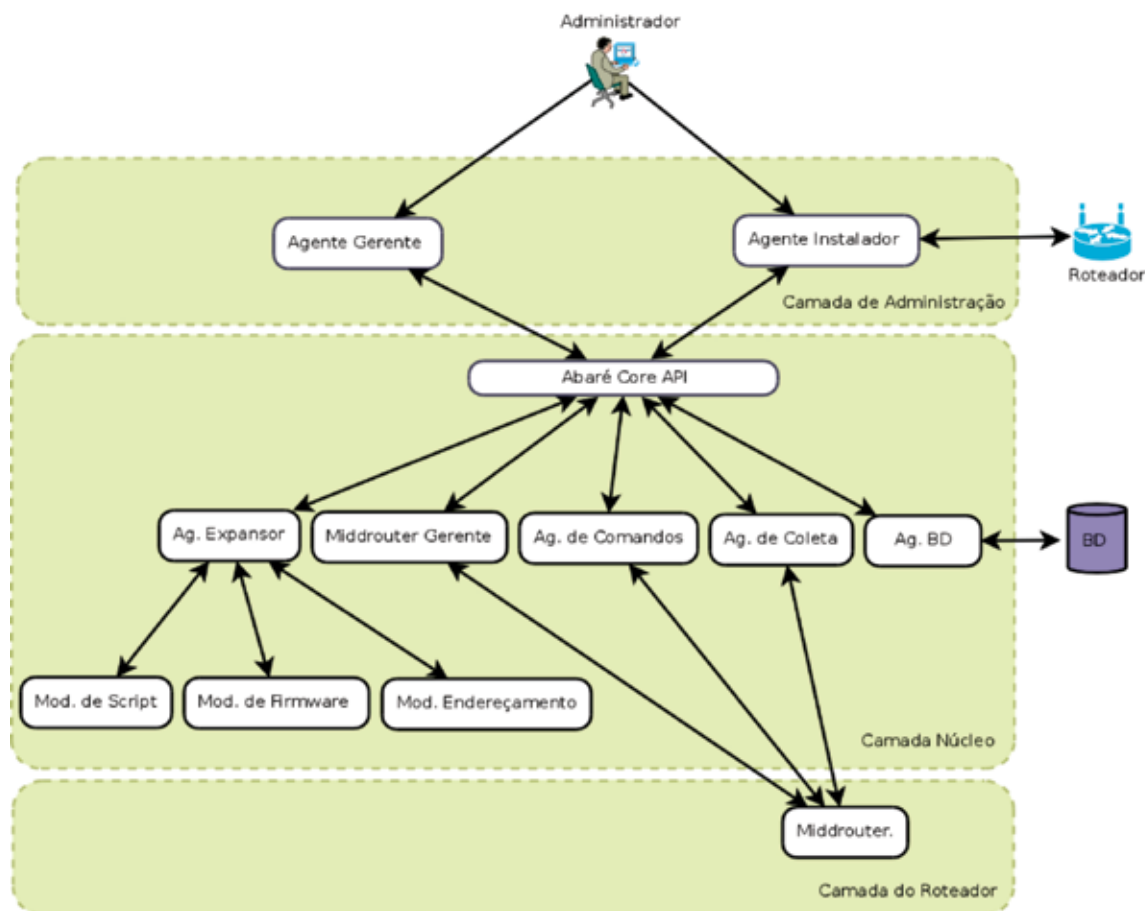 Administrador
Agente Gerente
Agente Instalador
Roteador
Camada de Administração
Abaré Core API
Ag. Expansor
Middrouter Gerente
Ag. de Comandos
Ag. de Coleta
Ag. BD
BD
Mod. de Script
Mod. de Firmware
Mod. Endereçamento
Camada Núcleo
Middrouter.
Camada do Roteador